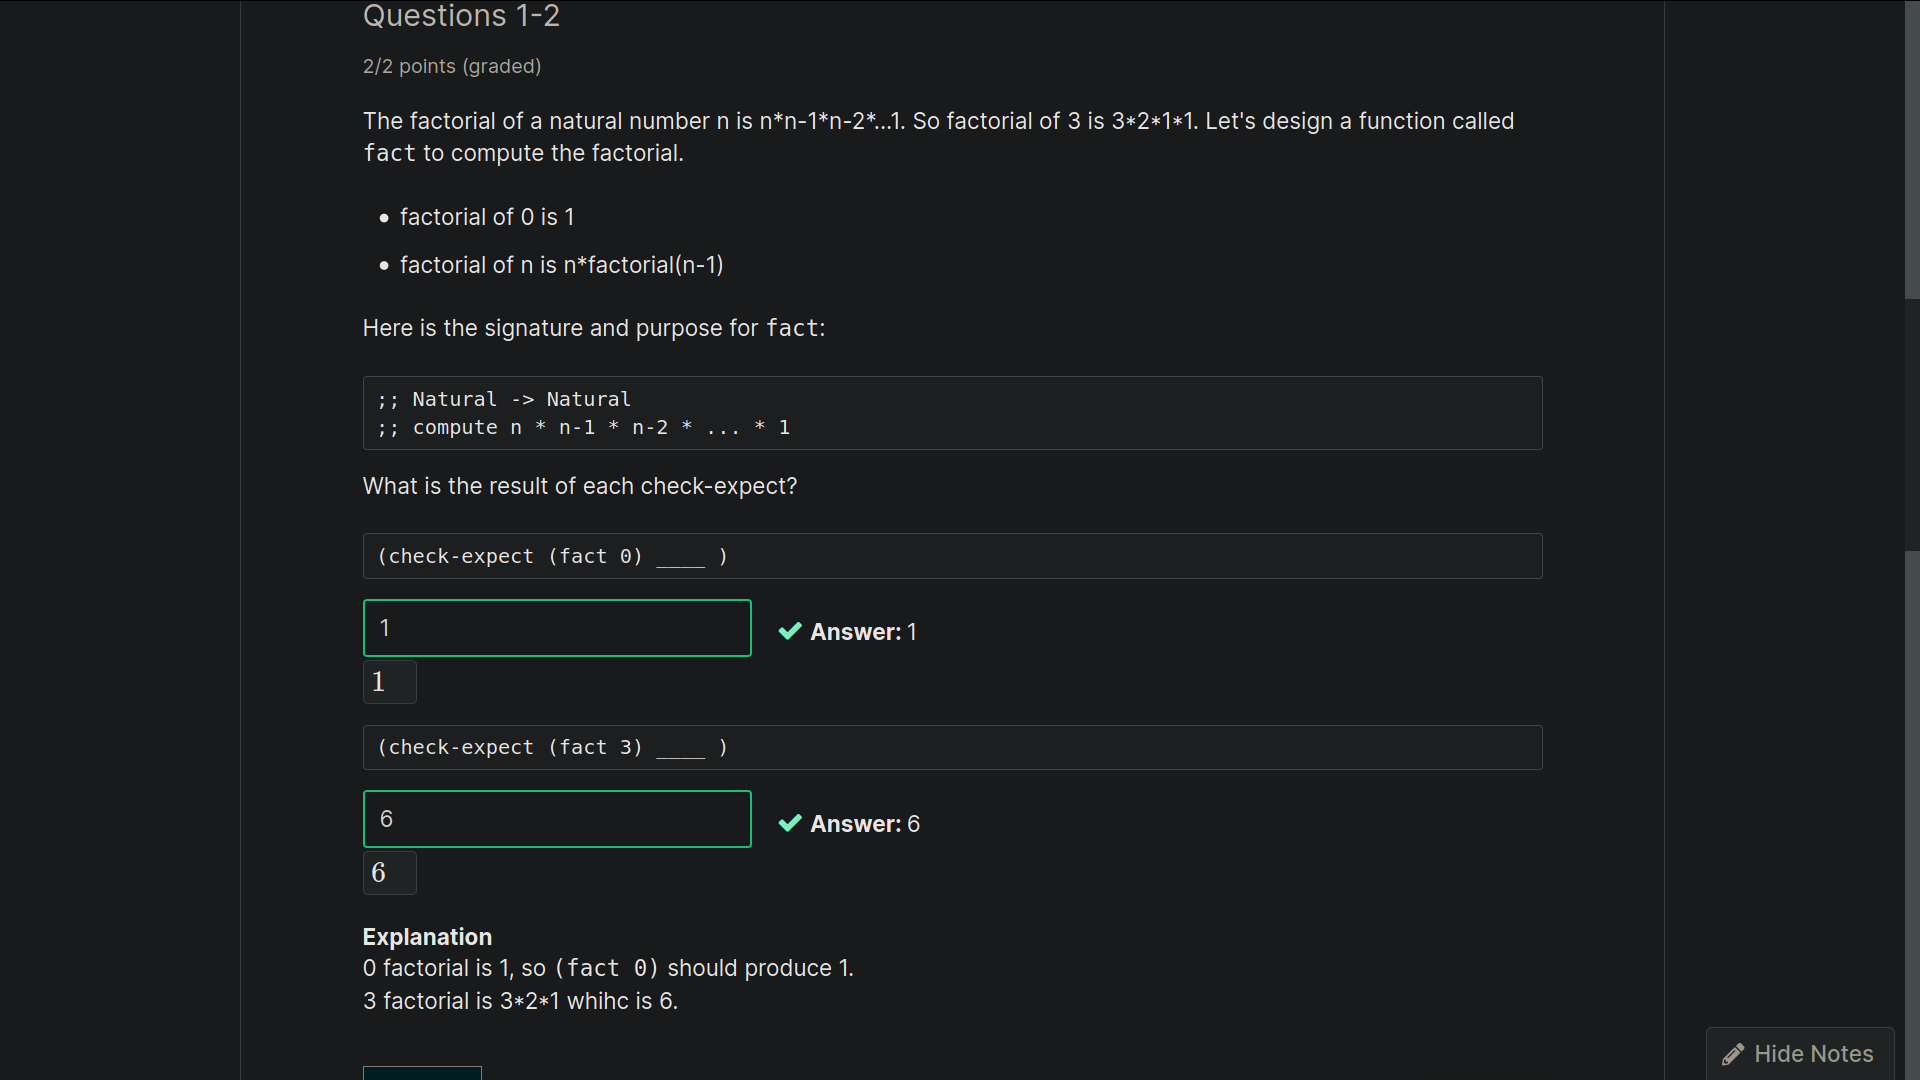 Questions 1-2
2/2 points (graded)
The factorial of a natural number n is n*n-1*n-2*...1. So factorial of 3 is 3*2*1*1. Let's design a function called
fact to compute the factorial.
factorial of 0 is 1
factorial of n is n*factorial(n-1)
Here is the signature and purpose for fact:
;; Natural -> Natural
;; compute n * n-1 * n-2 * ... * 1
What is the result of each check-expect?
(check-expect (fact 0) ____ )
1
Answer: 1
1
(check-expect (fact 3) ____ )
6
Answer: 6
6
Explanation
0 factorial is 1, so (fact 0) should produce 1.
3 factorial is 3*2*1 whihc is 6.
Hide Notes